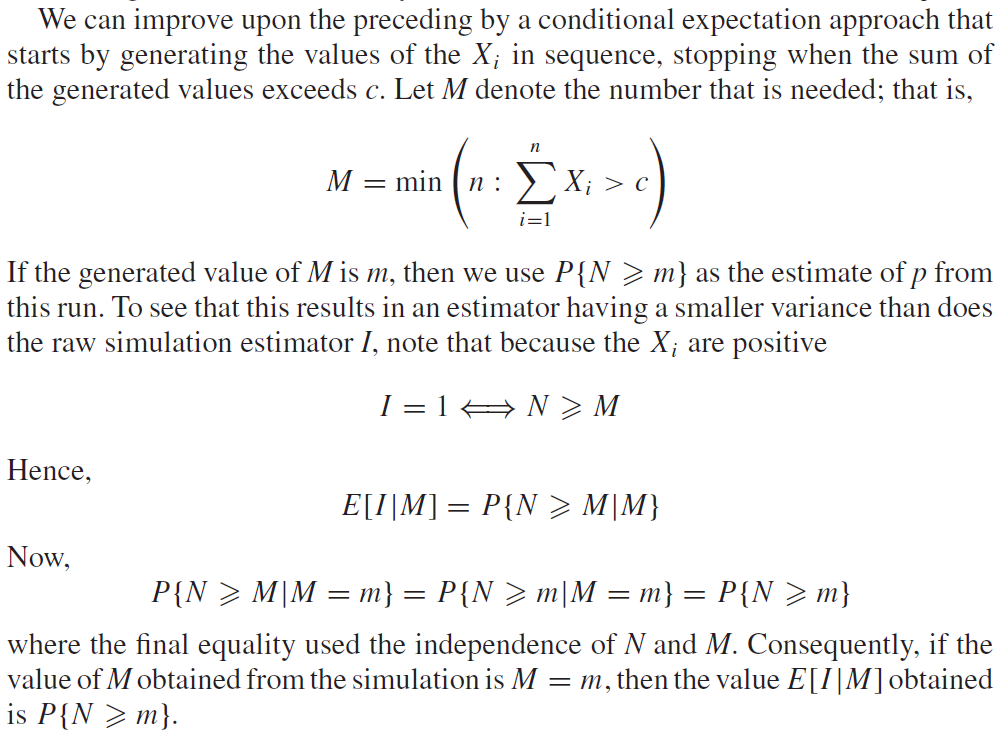 We can improve upon the preceding by a conditional expectation approach that
starts by generating the values of the X_i in sequence, stopping when the sum of
the generated values exceeds c. Let M denote the number that is needed; that is,
M = min ( n : ∑_{i=1}^{n} X_i > c )
If the generated value of M is m, then we use P{N ⩾ m} as the estimate of p from
this run. To see that this results in an estimator having a smaller variance than does
the raw simulation estimator I, note that because the X_i are positive
I = 1 ⟺ N ⩾ M
Hence,
E[I|M] = P{N ⩾ M|M}
Now,
P{N ⩾ M|M = m} = P{N ⩾ m|M = m} = P{N ⩾ m}
where the final equality used the independence of N and M. Consequently, if the
value of M obtained from the simulation is M = m, then the value E[I|M] obtained
is P{N ⩾ m}.